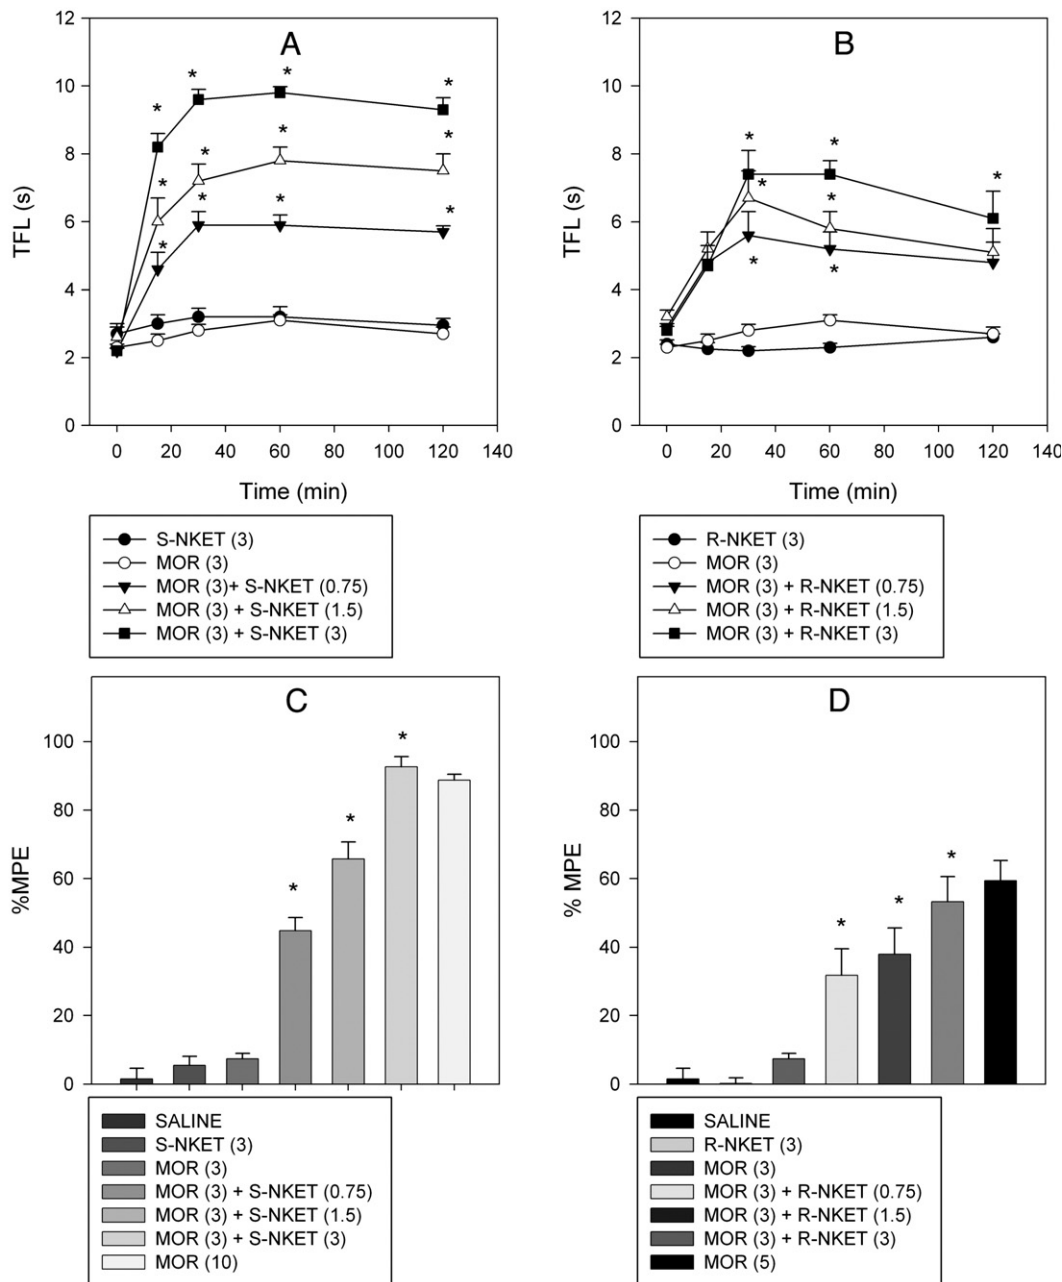 A
12
10
8
6
4
2
0
TFL (s)
0 20 40 60 80 100 120 140
Time (min)
* * * *
* * * *
* * * *
S-NKET (3)
MOR (3)
MOR (3)+ S-NKET (0.75)
MOR (3) + S-NKET (1.5)
MOR (3) + S-NKET (3)
B
12
10
8
6
4
2
0
TFL (s)
0 20 40 60 80 100 120 140
Time (min)
* * *
* *
* *
R-NKET (3)
MOR (3)
MOR (3) + R-NKET (0.75)
MOR (3) + R-NKET (1.5)
MOR (3) + R-NKET (3)
C
100
80
60
40
20
0
%MPE
* * *
SALINE
S-NKET (3)
MOR (3)
MOR (3) + S-NKET (0.75)
MOR (3) + S-NKET (1.5)
MOR (3) + S-NKET (3)
MOR (10)
D
100
80
60
40
20
0
% MPE
* * *
SALINE
R-NKET (3)
MOR (3)
MOR (3) + R-NKET (0.75)
MOR (3) + R-NKET (1.5)
MOR (3) + R-NKET (3)
MOR (5)